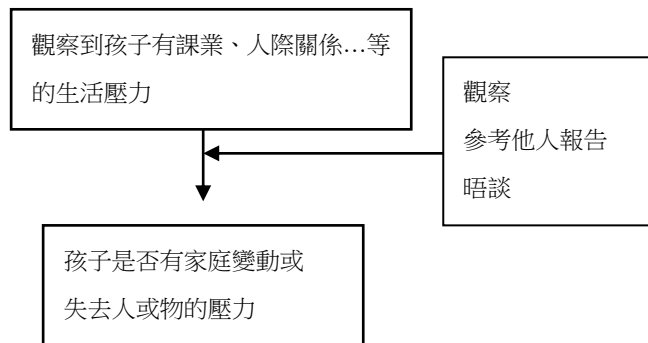 觀察到孩子有課業、人際關係…等
的生活壓力
觀察
參考他人報告
晤談
孩子是否有家庭變動或
失去人或物的壓力